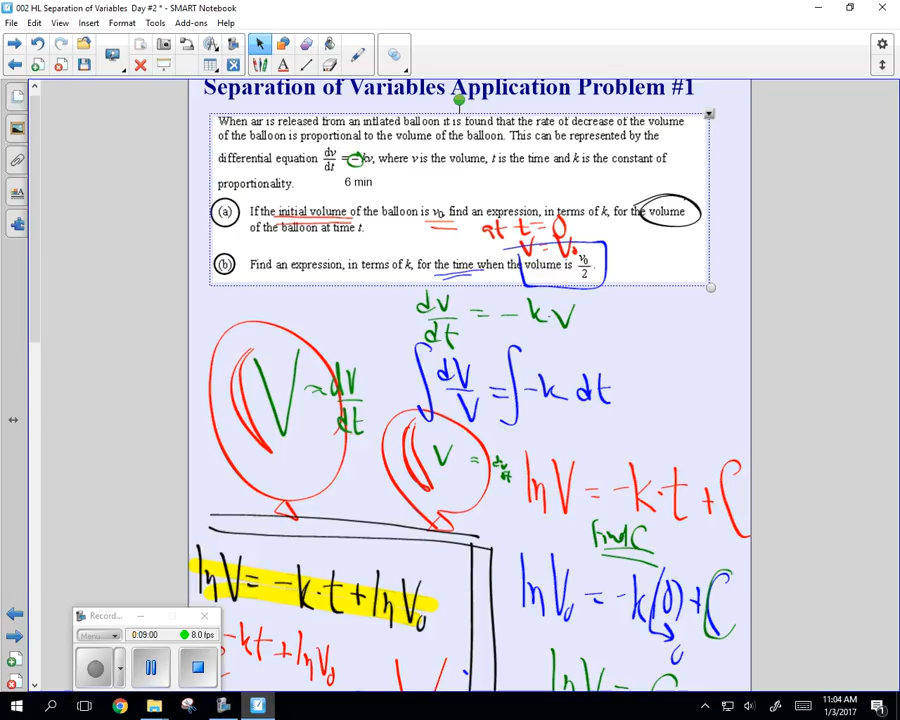 002 HL Separation of Variables Day #2 * - SMART Notebook
File Edit View Insert Format Tools Add-ons Help
Separation of Variables Application Problem #1
When air is released from an inflated balloon it is found that the rate of decrease of the volume
of the balloon is proportional to the volume of the balloon. This can be represented by the
differential equation dv/dt = -kv, where v is the volume, t is the time and k is the constant of
proportionality. 6 min
(a) If the initial volume of the balloon is v₀, find an expression, in terms of k, for the volume
of the balloon at time t. at t = 0
V = V₀
(b) Find an expression, in terms of k, for the time when the volume is v₀/2.
dV/dt = -k·V
∫ dV/V = ∫ -k dt
V ≈ dV/dt
V = dV/dt
ln V = -k·t + C
Find C
ln V = -k·t + ln V₀
ln V₀ = -k(0) + C
0
-kt + ln V₀
ln V₀ = C
Record...
Menu 0:09:00 8.0 fps
11:04 AM
1/3/2017